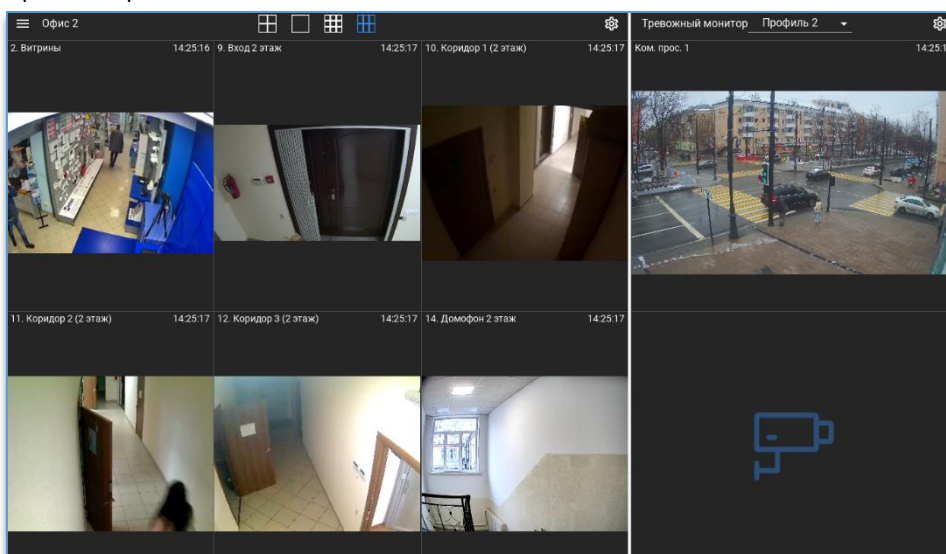 Офис 2
Тревожный монитор Профиль 2
2. Витрины 14:25:16
9. Вход 2 этаж 14:25:17
10. Коридор 1 (2 этаж) 14:25:17
Ком. прос. 1
11. Коридор 2 (2 этаж) 14:25:17
12. Коридор 3 (2 этаж) 14:25:17
14. Домофон 2 этаж 14:25:17